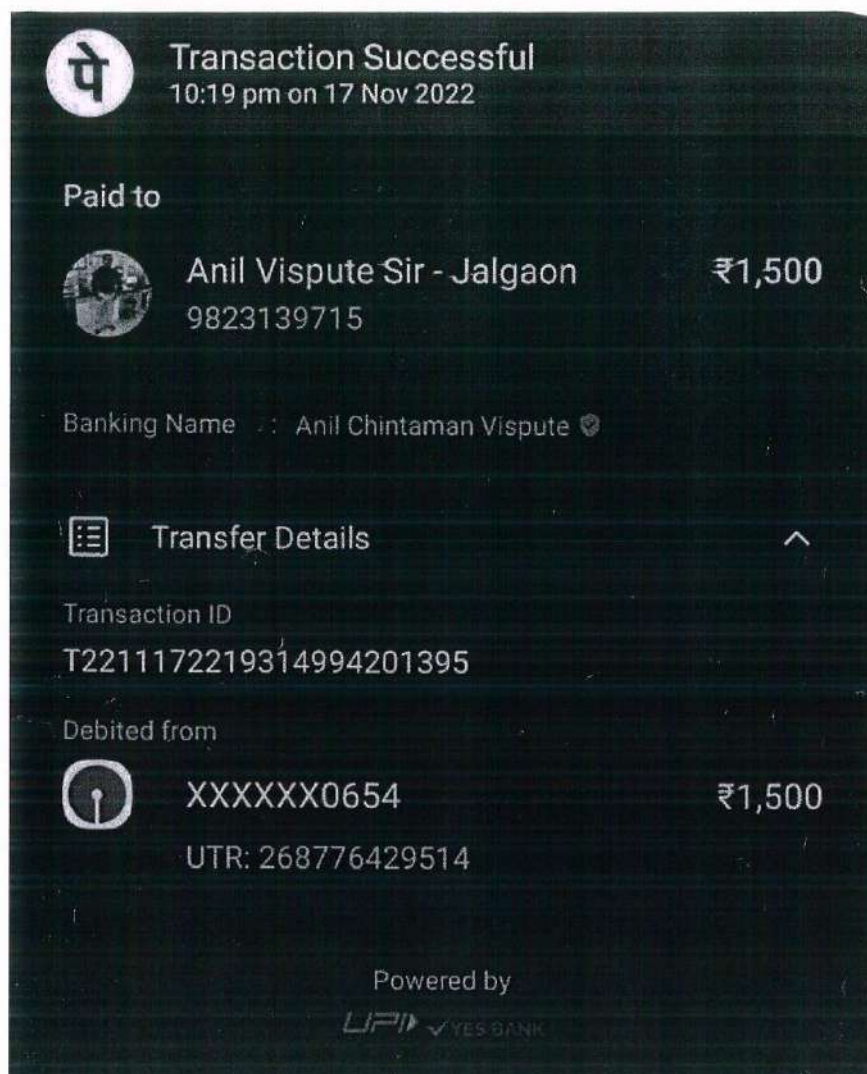 पे
Transaction Successful
10:19 pm on 17 Nov 2022
Paid to
Anil Vispute Sir - Jalgaon ₹1,500
9823139715
Banking Name : Anil Chintaman Vispute
Transfer Details
Transaction ID
T2211172219314994201395
Debited from
XXXXXX0654 ₹1,500
UTR: 268776429514
Powered by
UPI YES BANK